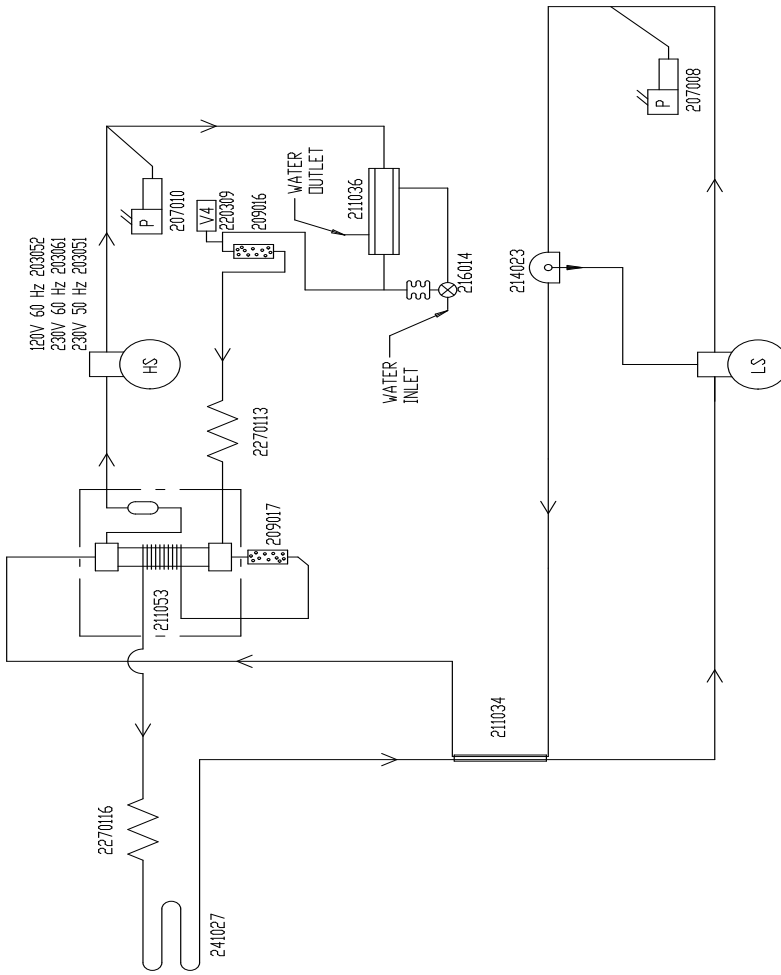 120V 60 Hz 203052
230V 60 Hz 203061
230V 50 Hz 203051
HS
P
207010
V4
220309
209016
WATER
OUTLET
211036
216014
WATER
INLET
2270113
209017
211053
2270116
241027
211034
214023
P
207008
LS